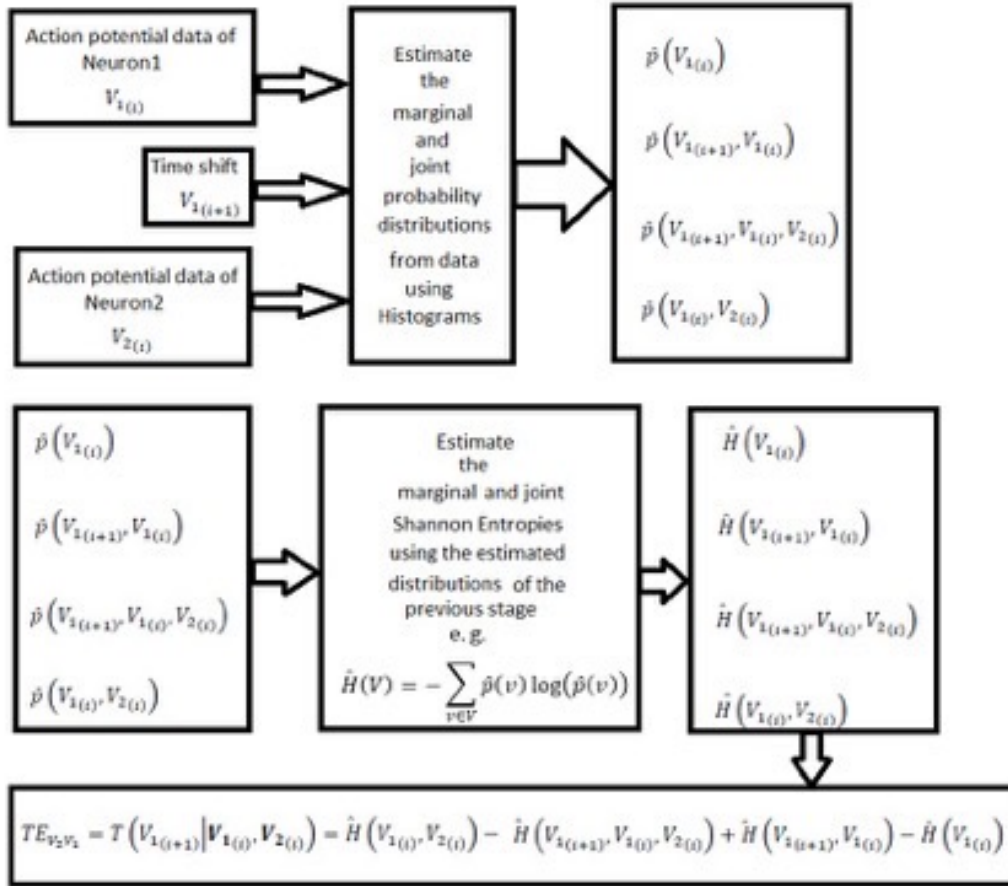 Action potential data of
Neuron1
V₁₍ᵢ₎
Time shift
V₁₍ᵢ₊₁₎
Action potential data of
Neuron2
V₂₍ᵢ₎
Estimate
the
marginal
and
joint
probability
distributions
from data
using
Histograms
p̂(V₁₍ᵢ₎)
p̂(V₁₍ᵢ₊₁₎, V₁₍ᵢ₎)
p̂(V₁₍ᵢ₊₁₎, V₁₍ᵢ₎, V₂₍ᵢ₎)
p̂(V₁₍ᵢ₎, V₂₍ᵢ₎)
p̂(V₁₍ᵢ₎)
p̂(V₁₍ᵢ₊₁₎, V₁₍ᵢ₎)
p̂(V₁₍ᵢ₊₁₎, V₁₍ᵢ₎, V₂₍ᵢ₎)
p̂(V₁₍ᵢ₎, V₂₍ᵢ₎)
Estimate
the
marginal and joint
Shannon Entropies
using the estimated
distributions of the
previous stage
e. g.
Ĥ(V) = −∑ p̂(v) log(p̂(v))
v∈V
Ĥ(V₁₍ᵢ₎)
Ĥ(V₁₍ᵢ₊₁₎, V₁₍ᵢ₎)
Ĥ(V₁₍ᵢ₊₁₎, V₁₍ᵢ₎, V₂₍ᵢ₎)
Ĥ(V₁₍ᵢ₎, V₂₍ᵢ₎)
TE_V₂V₁ = T(V₁₍ᵢ₊₁₎|V₁₍ᵢ₎, V₂₍ᵢ₎) = Ĥ(V₁₍ᵢ₎, V₂₍ᵢ₎) − Ĥ(V₁₍ᵢ₊₁₎, V₁₍ᵢ₎, V₂₍ᵢ₎) + Ĥ(V₁₍ᵢ₊₁₎, V₁₍ᵢ₎) − Ĥ(V₁₍ᵢ₎)